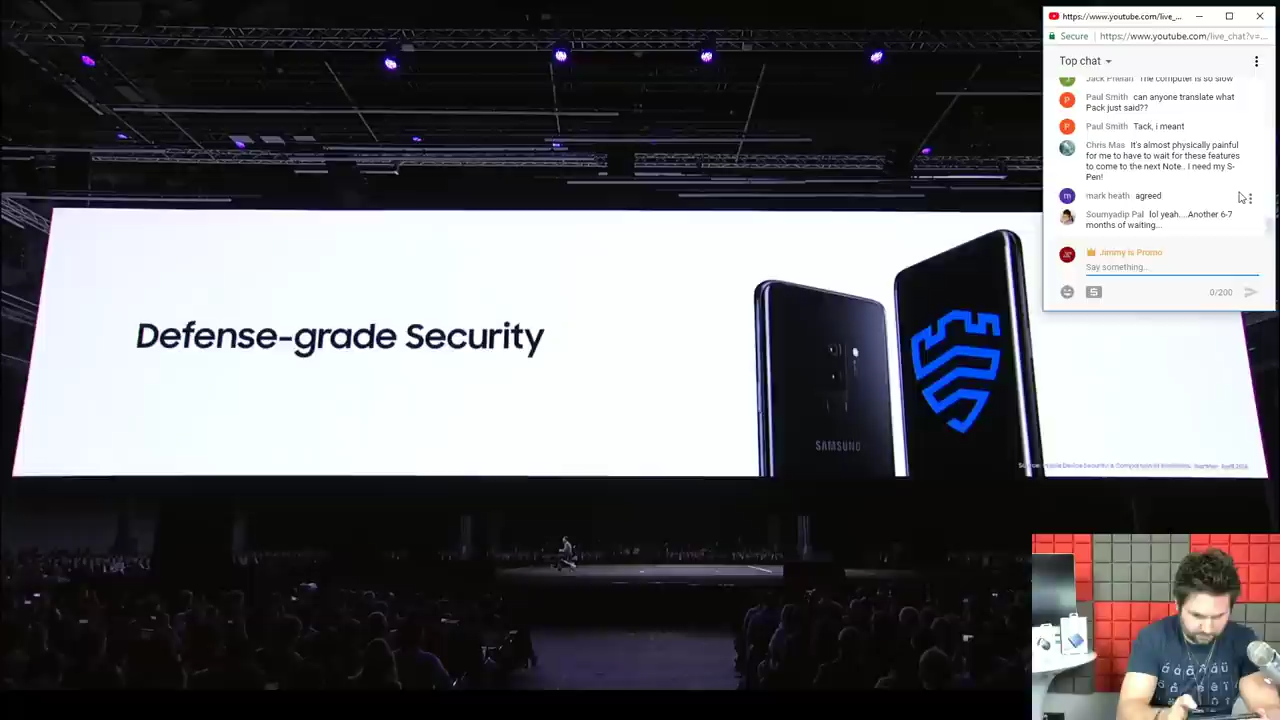 https://www.youtube.com/live_...
Secure
https://www.youtube.com/live_chat?v=...
Top chat
Jack Phelan The computer is so slow
Paul Smith can anyone translate what
Pack just said??
Paul Smith Tack, i meant
Chris Mas It's almost physically painful
for me to have to wait for these features
to come to the next Note.. I need my S-
Pen!
mark heath agreed
Soumyadip Pal lol yeah....Another 6-7
months of waiting...
Jimmy is Promo
Say something...
0/200
Defense-grade Security
SAMSUNG